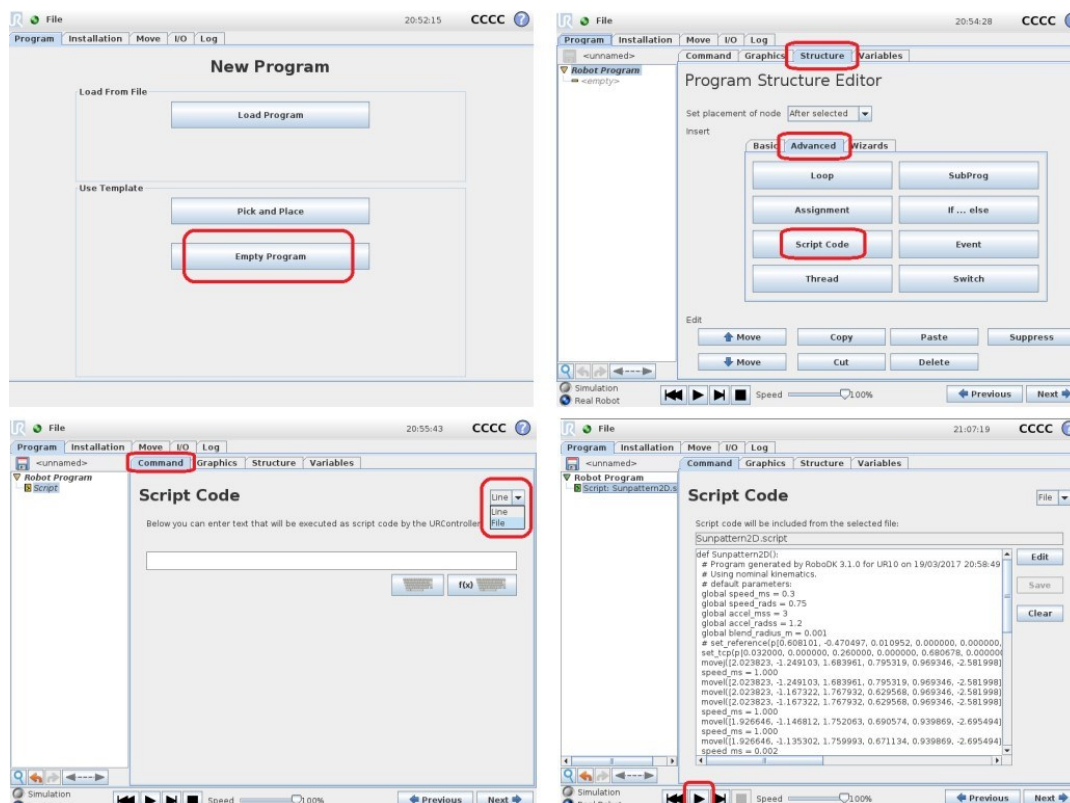 File 20:52:15 CCCC ?
Program Installation Move I/O Log
New Program
Load From File
Load Program
Use Template
Pick and Place
Empty Program
File 20:54:28 CCCC
Program Installation Move I/O Log
<unnamed> Command Graphics Structure Variables
Robot Program
<empty>
Program Structure Editor
Set placement of node After selected
Insert
Basic Advanced Wizards
Loop SubProg
Assignment If ... else
Script Code Event
Thread Switch
Edit
Move Copy Paste Suppress
Move Cut Delete
Simulation
Real Robot
Speed 100% Previous Next
File 20:55:43 CCCC ?
Program Installation Move I/O Log
<unnamed> Command Graphics Structure Variables
Robot Program
Script
Script Code
Line
Line
File
Below you can enter text that will be executed as script code by the URController
f(x)
Simulation
Speed 100% Previous Next
File 21:07:19 CCCC
Program Installation Move I/O Log
<unnamed> Command Graphics Structure Variables
Robot Program
Script: Sunpattern2D.s
Script Code
File
Script code will be included from the selected file:
Sunpattern2D.script
def Sunpattern2D():
# Program generated by RoboDK 3.1.0 for UR10 on 19/03/2017 20:58:49
# Using nominal kinematics.
# default parameters:
global speed_ms = 0.3
global speed_rads = 0.75
global accel_mss = 3
global accel_radss = 1.2
global blend_radius_m = 0.001
# set_reference(p[0.608101, -0.470497, 0.010952, 0.000000, 0.000000,
set_tcp(p[0.032000, 0.000000, 0.260000, 0.000000, 0.680678, 0.00000
movej([2.023823, -1.249103, 1.683961, 0.795319, 0.969346, -2.581998]
speed_ms = 1.000
movel([2.023823, -1.249103, 1.683961, 0.795319, 0.969346, -2.581998]
movel([2.023823, -1.167322, 1.767932, 0.629568, 0.969346, -2.581998]
movel([2.023823, -1.167322, 1.767932, 0.629568, 0.969346, -2.581998]
speed_ms = 1.000
movel([1.926646, -1.146812, 1.752063, 0.690574, 0.939869, -2.695494]
speed_ms = 1.000
movel([1.926646, -1.135302, 1.759993, 0.671134, 0.939869, -2.695494]
speed_ms = 0.002
Edit
Save
Clear
Simulation
Speed 100% Previous Next